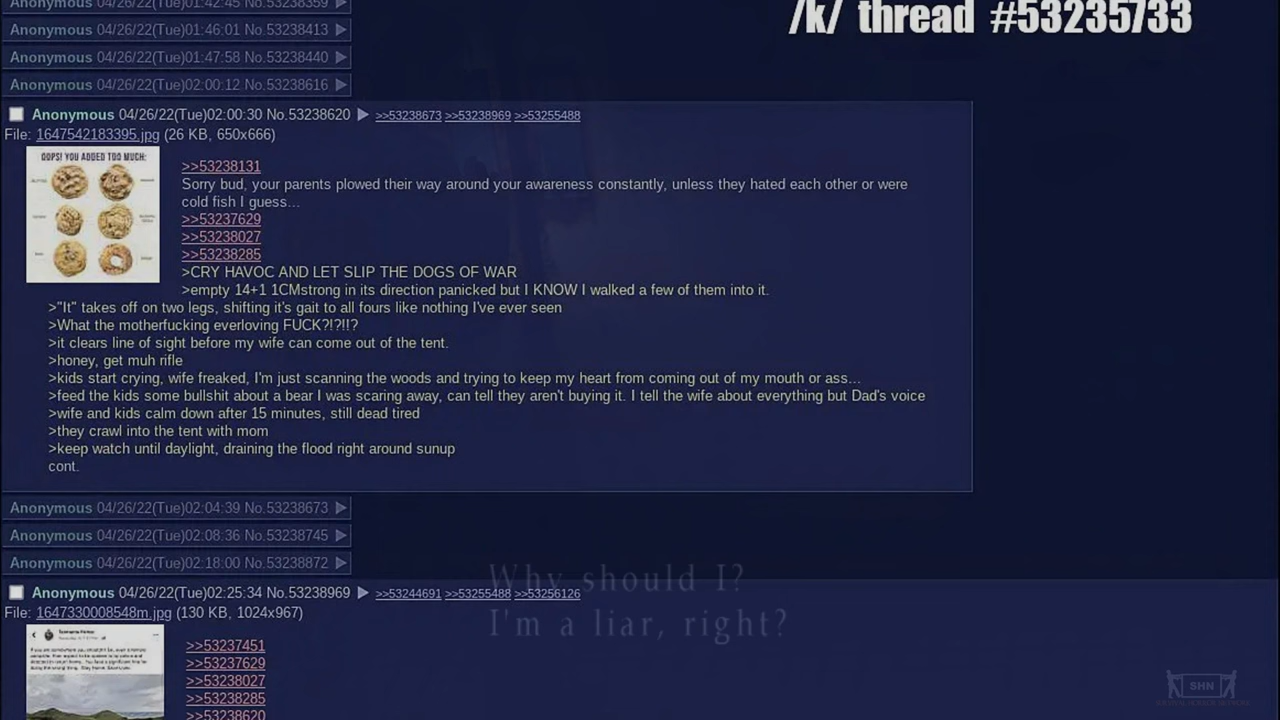 Anonymous 04/26/22(Tue)01:42:45 No.53238359
/k/ thread #53235733
Anonymous 04/26/22(Tue)01:46:01 No.53238413
Anonymous 04/26/22(Tue)01:47:58 No.53238440
Anonymous 04/26/22(Tue)02:00:12 No.53238616
Anonymous 04/26/22(Tue)02:00:30 No.53238620 ▶ >>53238673 >>53238969 >>53255488
File: 1647542183395.jpg (26 KB, 650x666)
OOPS! YOU ADDED TOO MUCH:
>>53238131
Sorry bud, your parents plowed their way around your awareness constantly, unless they hated each other or were
cold fish I guess...
>>53237629
>>53238027
>>53238285
>CRY HAVOC AND LET SLIP THE DOGS OF WAR
>empty 14+1 1CMstrong in its direction panicked but I KNOW I walked a few of them into it.
>"It" takes off on two legs, shifting it's gait to all fours like nothing I've ever seen
>What the motherfucking everloving FUCK?!?!!?
>it clears line of sight before my wife can come out of the tent.
>honey, get muh rifle
>kids start crying, wife freaked, I'm just scanning the woods and trying to keep my heart from coming out of my mouth or ass...
>feed the kids some bullshit about a bear I was scaring away, can tell they aren't buying it. I tell the wife about everything but Dad's voice
>wife and kids calm down after 15 minutes, still dead tired
>they crawl into the tent with mom
>keep watch until daylight, draining the flood right around sunup
cont.
Anonymous 04/26/22(Tue)02:04:39 No.53238673
Anonymous 04/26/22(Tue)02:08:36 No.53238745
Anonymous 04/26/22(Tue)02:18:00 No.53238872
Why should I?
Anonymous 04/26/22(Tue)02:25:34 No.53238969 ▶ >>53244691 >>53255488 >>53256126
File: 1647330008548m.jpg (130 KB, 1024x967)
I'm a liar, right?
>>53237451
>>53237629
>>53238027
>>53238285
>>53238620
SHN